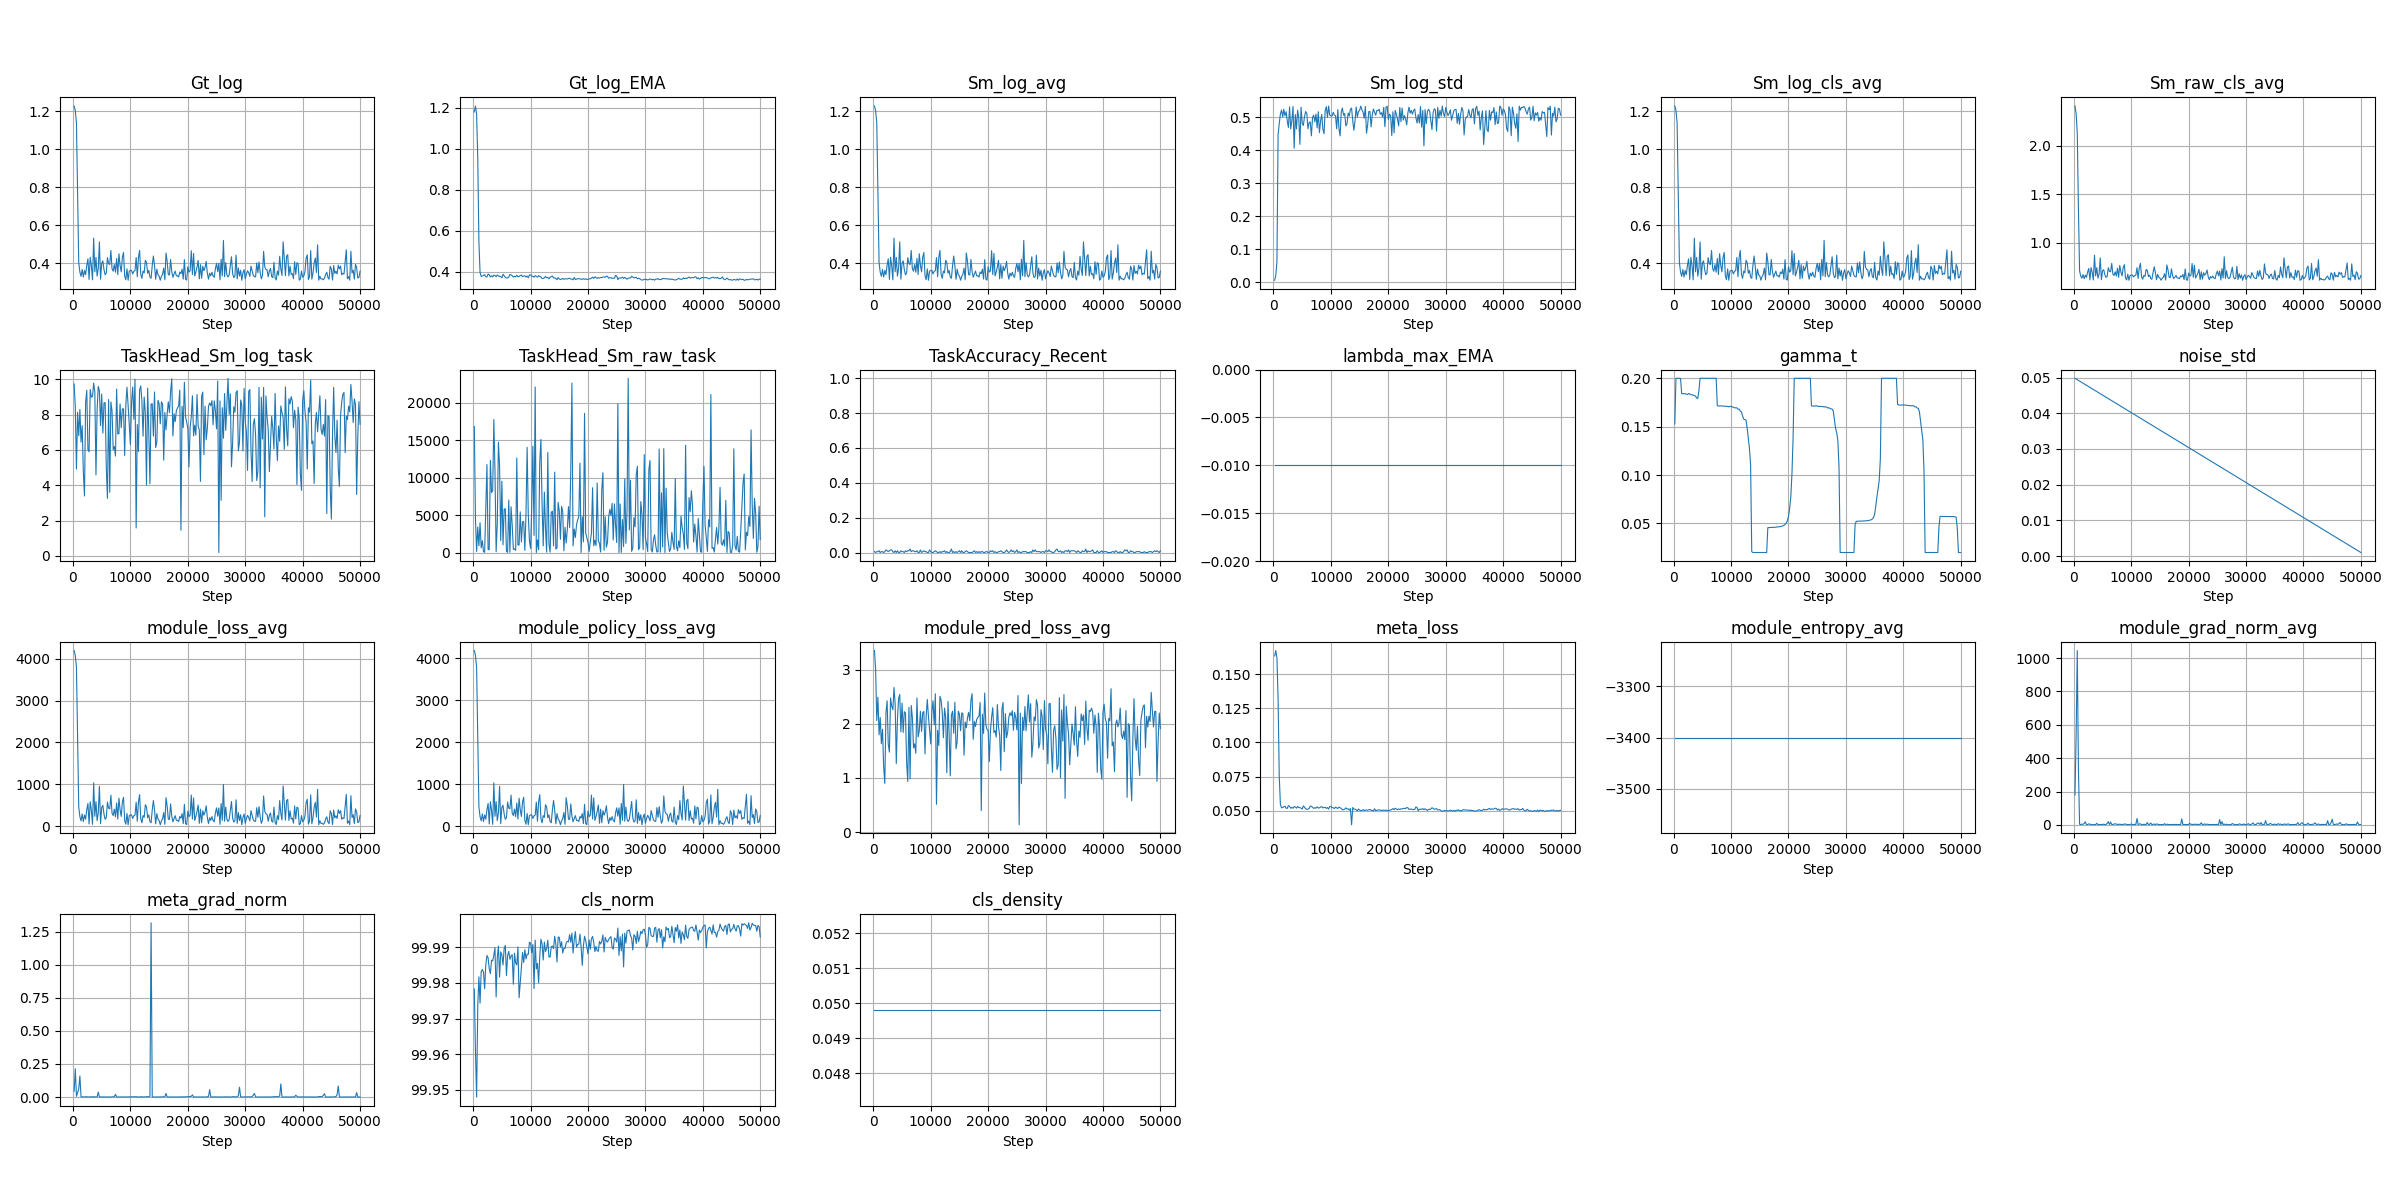 Gt_log
Gt_log_EMA
Sm_log_avg
Sm_log_std
Sm_log_cls_avg
Sm_raw_cls_avg
1.2
1.0
0.8
0.6
0.4
0 10000 20000 30000 40000 50000
Step
1.2
1.0
0.8
0.6
0.4
0 10000 20000 30000 40000 50000
Step
1.2
1.0
0.8
0.6
0.4
0 10000 20000 30000 40000 50000
Step
0.5
0.4
0.3
0.2
0.1
0.0
0 10000 20000 30000 40000 50000
Step
1.2
1.0
0.8
0.6
0.4
0 10000 20000 30000 40000 50000
Step
2.0
1.5
1.0
0 10000 20000 30000 40000 50000
Step
TaskHead_Sm_log_task
TaskHead_Sm_raw_task
TaskAccuracy_Recent
lambda_max_EMA
gamma_t
noise_std
10
8
6
4
2
0
0 10000 20000 30000 40000 50000
Step
20000
15000
10000
5000
0
0 10000 20000 30000 40000 50000
Step
1.0
0.8
0.6
0.4
0.2
0.0
0 10000 20000 30000 40000 50000
Step
0.000
−0.005
−0.010
−0.015
−0.020
0 10000 20000 30000 40000 50000
Step
0.20
0.15
0.10
0.05
0 10000 20000 30000 40000 50000
Step
0.05
0.04
0.03
0.02
0.01
0.00
0 10000 20000 30000 40000 50000
Step
module_loss_avg
module_policy_loss_avg
module_pred_loss_avg
meta_loss
module_entropy_avg
module_grad_norm_avg
4000
3000
2000
1000
0
0 10000 20000 30000 40000 50000
Step
4000
3000
2000
1000
0
0 10000 20000 30000 40000 50000
Step
3
2
1
0
0 10000 20000 30000 40000 50000
Step
0.150
0.125
0.100
0.075
0.050
0 10000 20000 30000 40000 50000
Step
−3300
−3400
−3500
0 10000 20000 30000 40000 50000
Step
1000
800
600
400
200
0
0 10000 20000 30000 40000 50000
Step
meta_grad_norm
cls_norm
cls_density
1.25
1.00
0.75
0.50
0.25
0.00
0 10000 20000 30000 40000 50000
Step
99.99
99.98
99.97
99.96
99.95
0 10000 20000 30000 40000 50000
Step
0.052
0.051
0.050
0.049
0.048
0 10000 20000 30000 40000 50000
Step